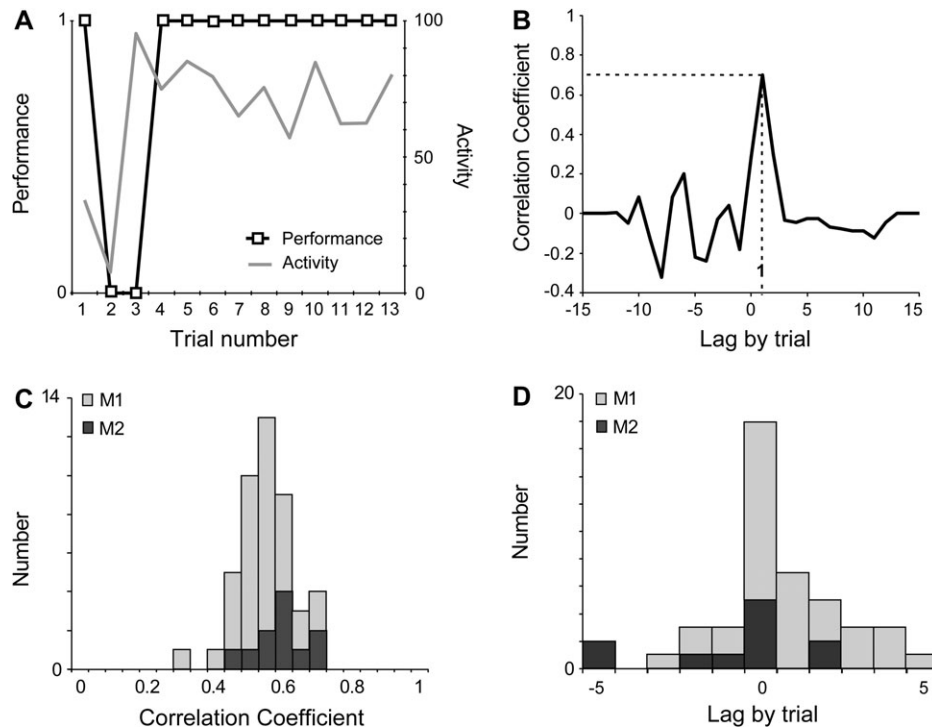 A
1
0
Performance
100
50
0
Activity
Performance
Activity
1 2 3 4 5 6 7 8 9 10 11 12 13
Trial number
B
1
0.8
0.6
0.4
0.2
0
-0.2
-0.4
Correlation Coefficient
1
-15 -10 -5 0 5 10 15
Lag by trial
C
14
0
Number
M1
M2
0 0.2 0.4 0.6 0.8 1
Correlation Coefficient
D
20
10
0
Number
M1
M2
-5 0 5
Lag by trial